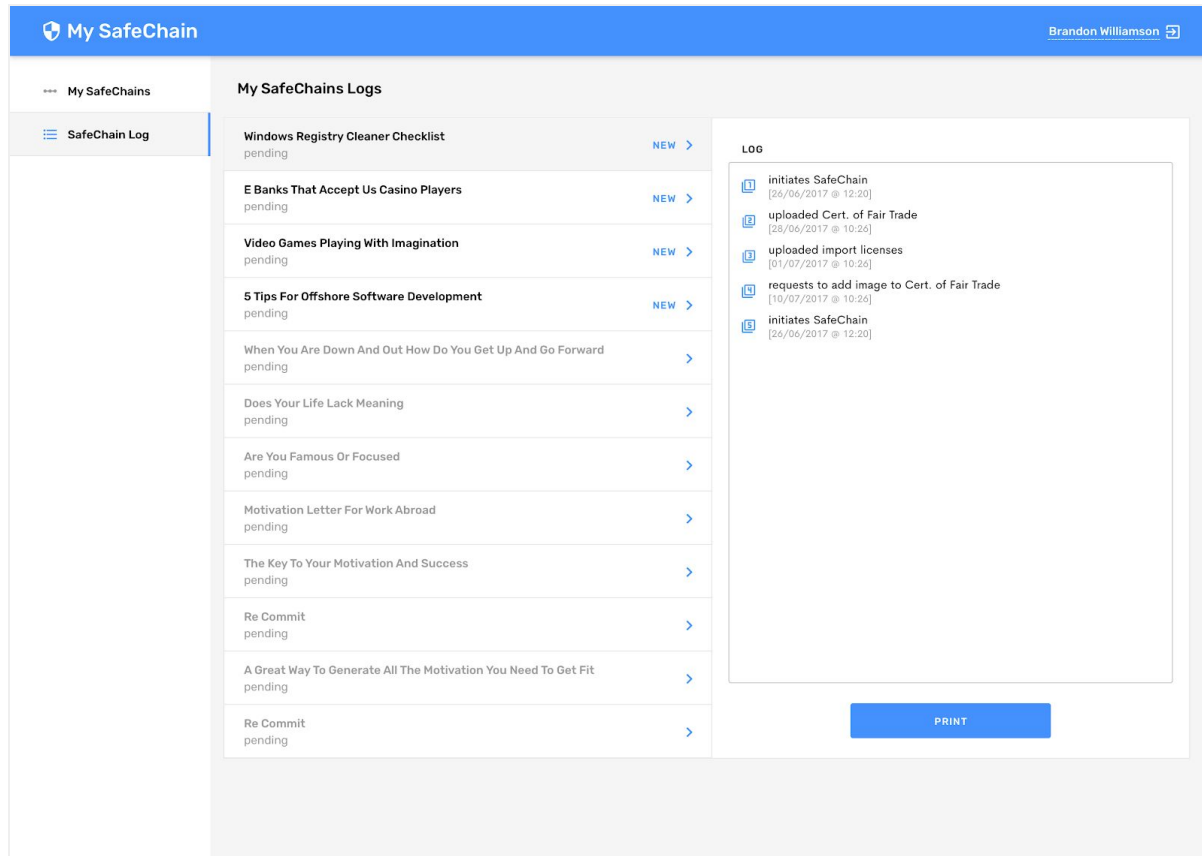 My SafeChain
Brandon Williamson
My SafeChains
SafeChain Log
My SafeChains Logs
Windows Registry Cleaner Checklist
pending
NEW
E Banks That Accept Us Casino Players
pending
NEW
Video Games Playing With Imagination
pending
NEW
5 Tips For Offshore Software Development
pending
NEW
When You Are Down And Out How Do You Get Up And Go Forward
pending
Does Your Life Lack Meaning
pending
Are You Famous Or Focused
pending
Motivation Letter For Work Abroad
pending
The Key To Your Motivation And Success
pending
Re Commit
pending
A Great Way To Generate All The Motivation You Need To Get Fit
pending
Re Commit
pending
LOG
1 initiates SafeChain
[26/06/2017 @ 12:20]
2 uploaded Cert. of Fair Trade
[28/06/2017 @ 10:26]
3 uploaded import licenses
[01/07/2017 @ 10:26]
4 requests to add image to Cert. of Fair Trade
[10/07/2017 @ 10:26]
5 initiates SafeChain
[26/06/2017 @ 12:20]
PRINT